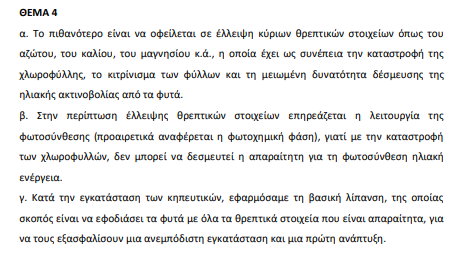 ΘΕΜΑ 4
α. Το πιθανότερο είναι να οφείλεται σε έλλειψη κύριων θρεπτικών στοιχείων όπως του
αζώτου, του καλίου, του μαγνησίου κ.ά., η οποία έχει ως συνέπεια την καταστροφή της
χλωροφύλλης, το κιτρίνισμα των φύλλων και τη μειωμένη δυνατότητα δέσμευσης της
ηλιακής ακτινοβολίας από τα φυτά.
β. Στην περίπτωση έλλειψης θρεπτικών στοιχείων επηρεάζεται η λειτουργία της
φωτοσύνθεσης (προαιρετικά αναφέρεται η φωτοχημική φάση), γιατί με την καταστροφή
των χλωροφυλλών, δεν μπορεί να δεσμευτεί η απαραίτητη για τη φωτοσύνθεση ηλιακή
ενέργεια.
γ. Κατά την εγκατάσταση των κηπευτικών, εφαρμόσαμε τη βασική λίπανση, της οποίας
σκοπός είναι να εφοδιάσει τα φυτά με όλα τα θρεπτικά στοιχεία που είναι απαραίτητα, για
να τους εξασφαλίσουν μια ανεμπόδιστη εγκατάσταση και μια πρώτη ανάπτυξη.